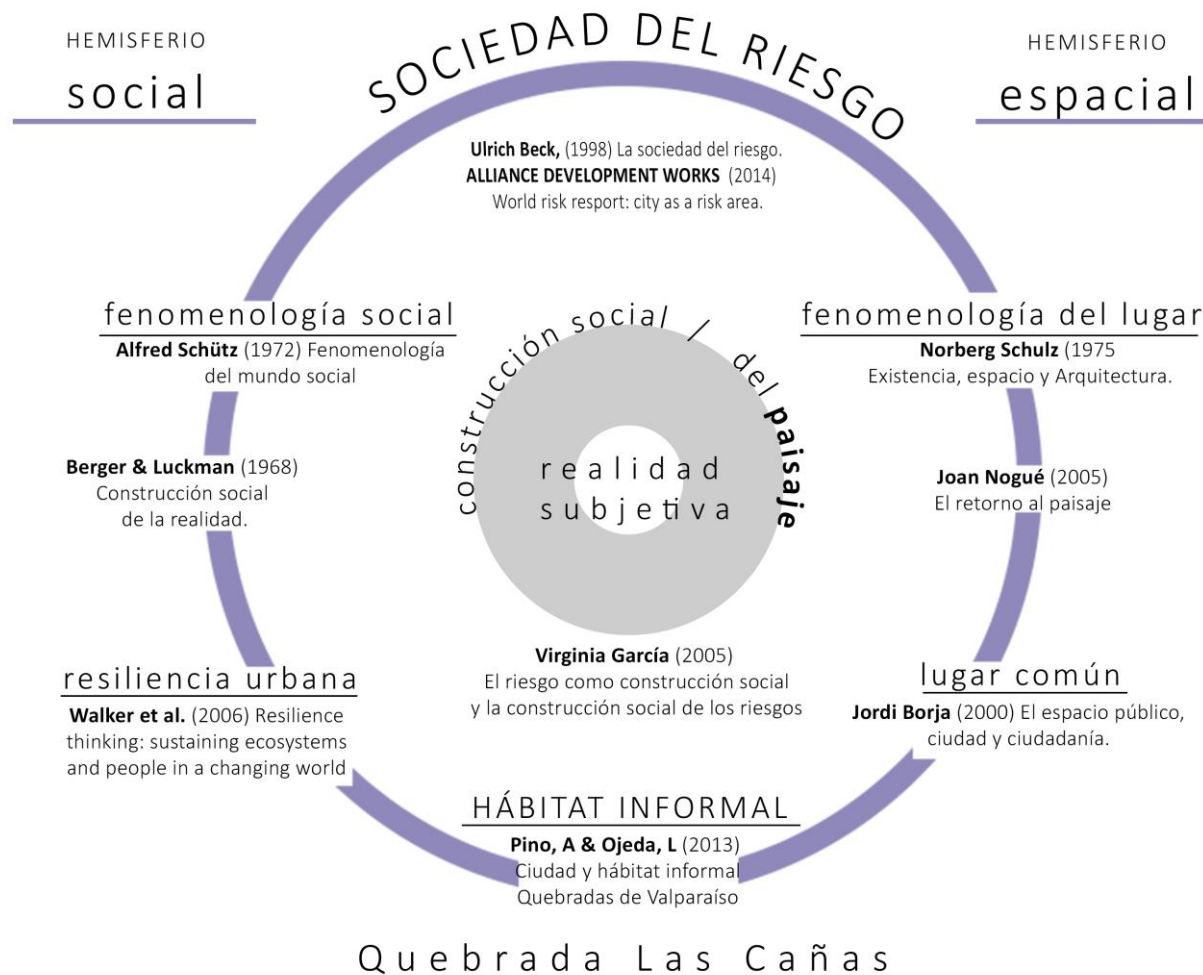 HEMISFERIO
social
SOCIEDAD DEL RIESGO
HEMISFERIO
espacial
Ulrich Beck, (1998) La sociedad del riesgo.
ALLIANCE DEVELOPMENT WORKS (2014)
World risk resport: city as a risk area.
fenomenología social
Alfred Schütz (1972) Fenomenología
del mundo social
fenomenología del lugar
Norberg Schulz (1975
Existencia, espacio y Arquitectura.
construcción social / del paisaje
realidad
subjetiva
Berger & Luckman (1968)
Construcción social
de la realidad.
Joan Nogué (2005)
El retorno al paisaje
Virginia García (2005)
El riesgo como construcción social
y la construcción social de los riesgos
resiliencia urbana
Walker et al. (2006) Resilience
thinking: sustaining ecosystems
and people in a changing world
lugar común
Jordi Borja (2000) El espacio público,
ciudad y ciudadanía.
HÁBITAT INFORMAL
Pino, A & Ojeda, L (2013)
Ciudad y hábitat informal
Quebradas de Valparaíso
Quebrada Las Cañas